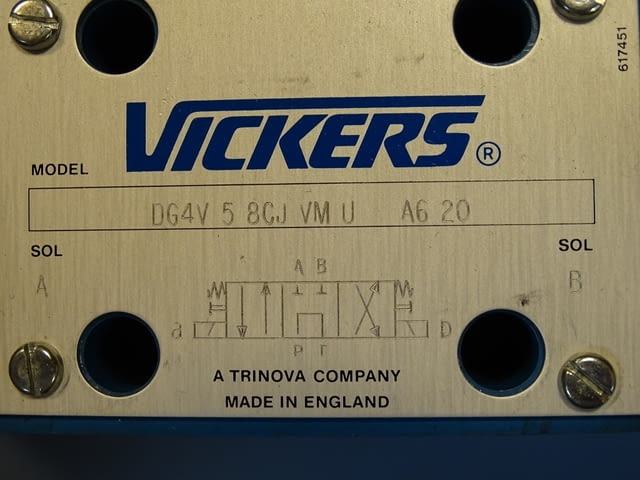 617451
VICKERS®
MODEL
DG4V 5 8CJ VM U A6 20
SOL
SOL
A
B
A B
a
b
P T
A TRINOVA COMPANY
MADE IN ENGLAND